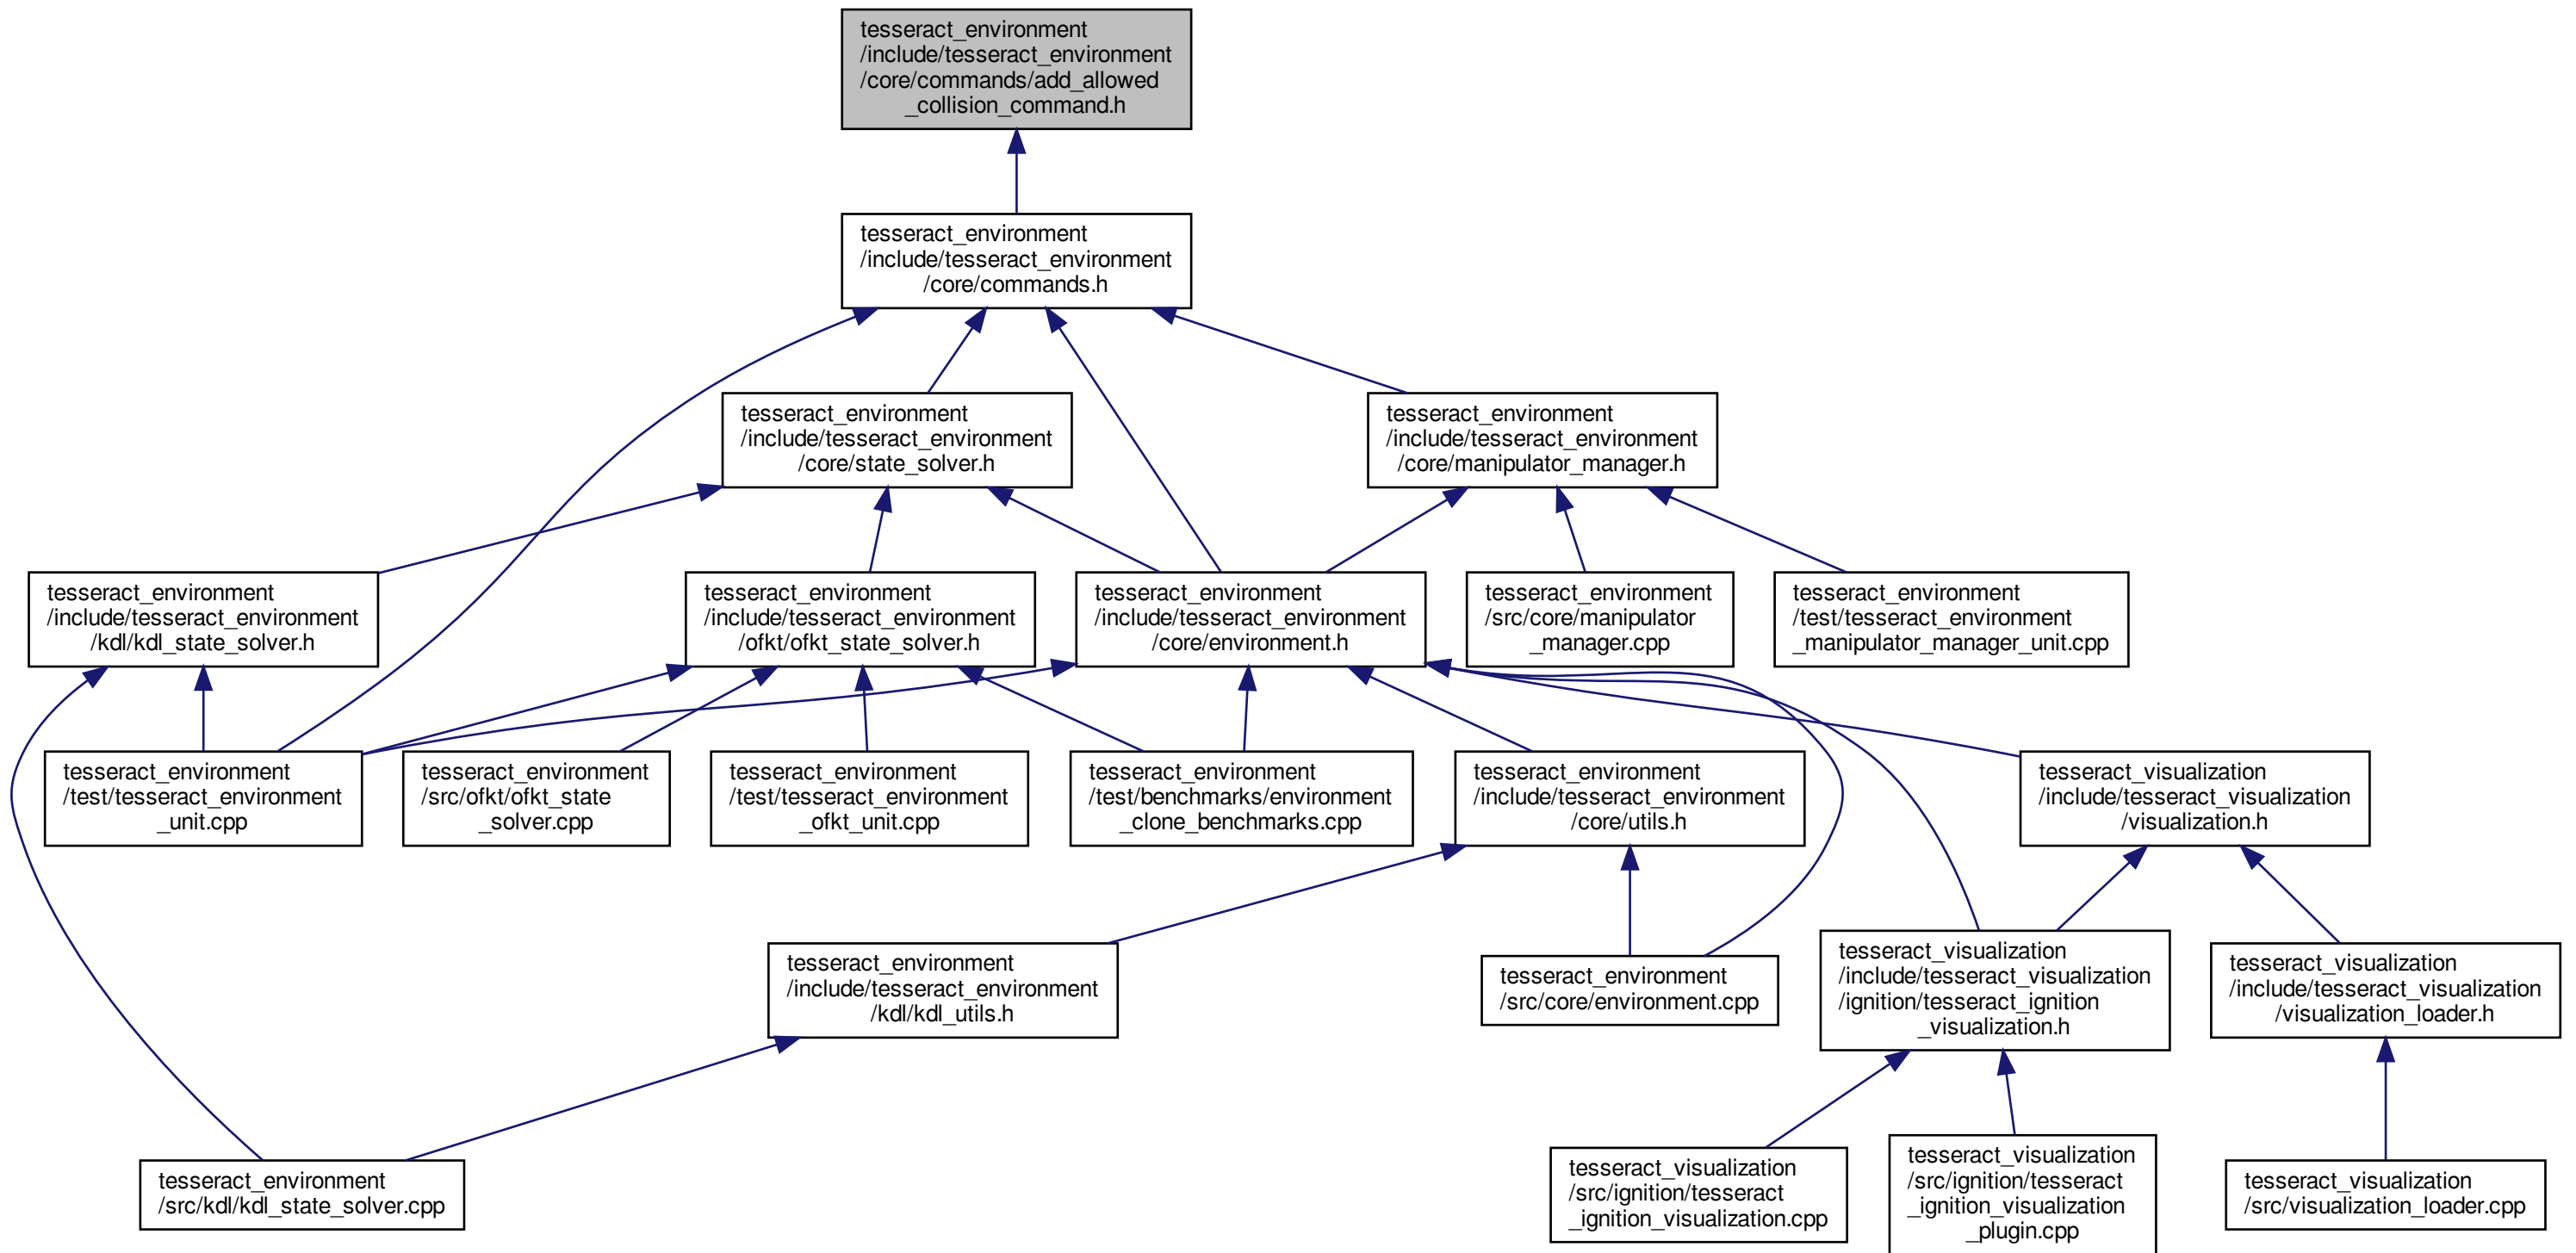 tesseract_environment
/include/tesseract_environment
/core/commands/add_allowed
_collision_command.h
tesseract_environment
/include/tesseract_environment
/core/commands.h
tesseract_environment
/include/tesseract_environment
/core/state_solver.h
tesseract_environment
/include/tesseract_environment
/core/manipulator_manager.h
tesseract_environment
/include/tesseract_environment
/kdl/kdl_state_solver.h
tesseract_environment
/include/tesseract_environment
/ofkt/ofkt_state_solver.h
tesseract_environment
/include/tesseract_environment
/core/environment.h
tesseract_environment
/src/core/manipulator
_manager.cpp
tesseract_environment
/test/tesseract_environment
_manipulator_manager_unit.cpp
tesseract_environment
/test/tesseract_environment
_unit.cpp
tesseract_environment
/src/ofkt/ofkt_state
_solver.cpp
tesseract_environment
/test/tesseract_environment
_ofkt_unit.cpp
tesseract_environment
/test/benchmarks/environment
_clone_benchmarks.cpp
tesseract_environment
/include/tesseract_environment
/core/utils.h
tesseract_visualization
/include/tesseract_visualization
/visualization.h
tesseract_environment
/include/tesseract_environment
/kdl/kdl_utils.h
tesseract_environment
/src/core/environment.cpp
tesseract_visualization
/include/tesseract_visualization
/ignition/tesseract_ignition
_visualization.h
tesseract_visualization
/include/tesseract_visualization
/visualization_loader.h
tesseract_environment
/src/kdl/kdl_state_solver.cpp
tesseract_visualization
/src/ignition/tesseract
_ignition_visualization.cpp
tesseract_visualization
/src/ignition/tesseract
_ignition_visualization
_plugin.cpp
tesseract_visualization
/src/visualization_loader.cpp